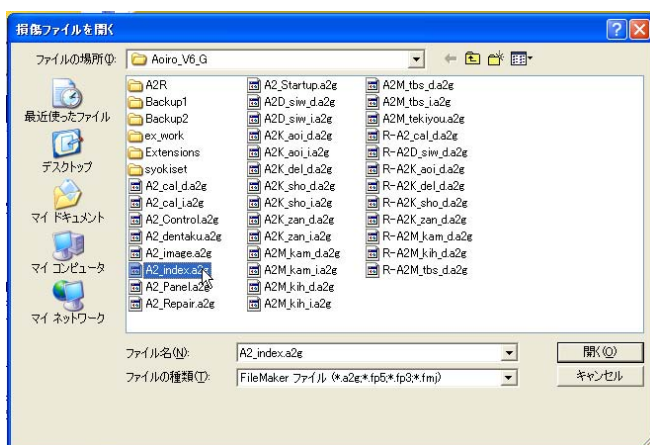 損傷ファイルを開く
ファイルの場所(I):
Aoiro_V6_G
最近使ったファイル
デスクトップ
マイ ドキュメント
マイ コンピュータ
マイ ネットワーク
A2R
Backup1
Backup2
ex_work
Extensions
syokiset
A2_cal_d.a2g
A2_cal_i.a2g
A2_Control.a2g
A2_dentaku.a2g
A2_image.a2g
A2_index.a2g
A2_Panel.a2g
A2_Repair.a2g
A2_Startup.a2g
A2D_siw_d.a2g
A2D_siw_i.a2g
A2K_aoi_d.a2g
A2K_aoi_i.a2g
A2K_del_d.a2g
A2K_sho_d.a2g
A2K_sho_i.a2g
A2K_zan_d.a2g
A2K_zan_i.a2g
A2M_kam_d.a2g
A2M_kam_i.a2g
A2M_kih_d.a2g
A2M_kih_i.a2g
A2M_tbs_d.a2g
A2M_tbs_i.a2g
A2M_tekiyou.a2g
R-A2_cal_d.a2g
R-A2D_siw_d.a2g
R-A2K_aoi_d.a2g
R-A2K_del_d.a2g
R-A2K_sho_d.a2g
R-A2K_zan_d.a2g
R-A2M_kam_d.a2g
R-A2M_kih_d.a2g
R-A2M_tbs_d.a2g
ファイル名(N):
A2_index.a2g
開く(O)
ファイルの種類(T):
FileMaker ファイル (*.a2g;*.fp5;*.fp3;*.fmj)
キャンセル